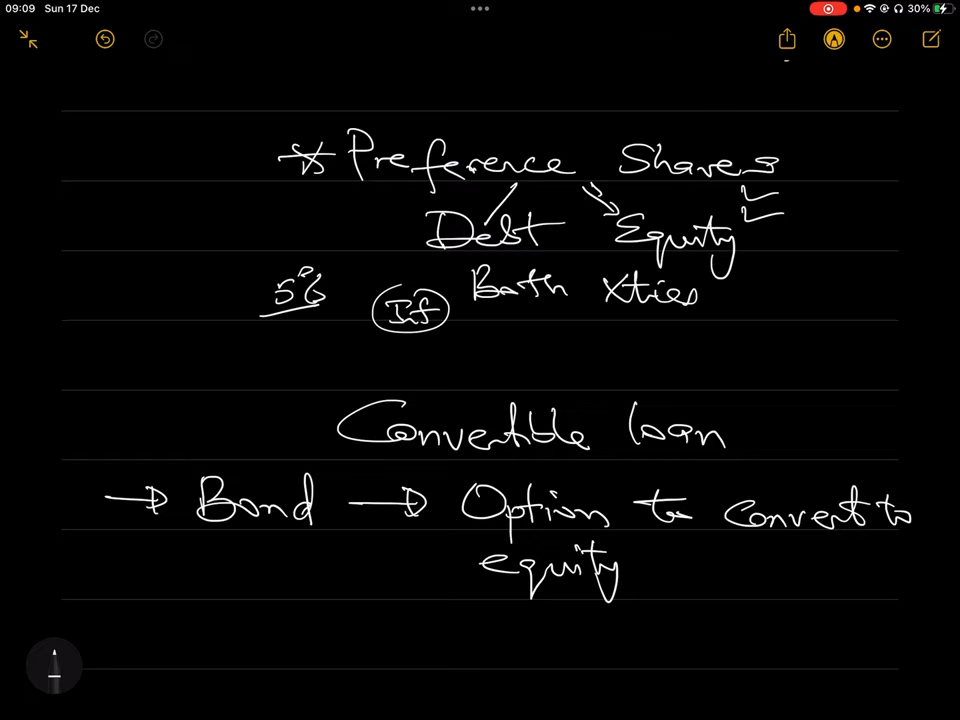 09:09 Sun 17 Dec
30%
* Preference Shares
Debt Equity
5% Inf Both xties
Convertible loan
→ Bond → Option to convert to
equity